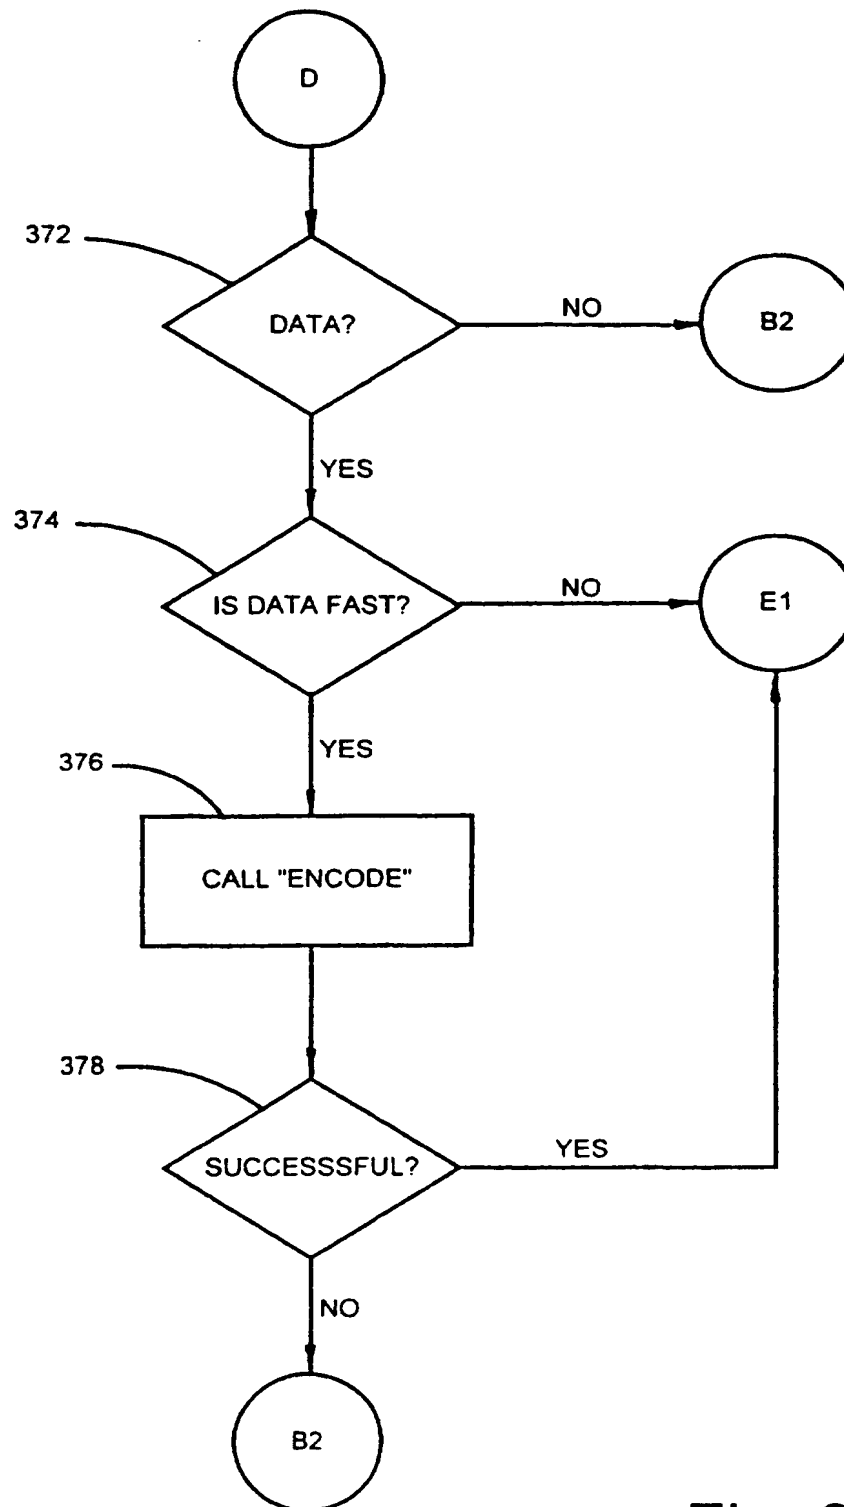 D
372
DATA?
NO
B2
YES
374
IS DATA FAST?
NO
E1
YES
376
CALL "ENCODE"
378
SUCCESSSFUL?
YES
NO
B2